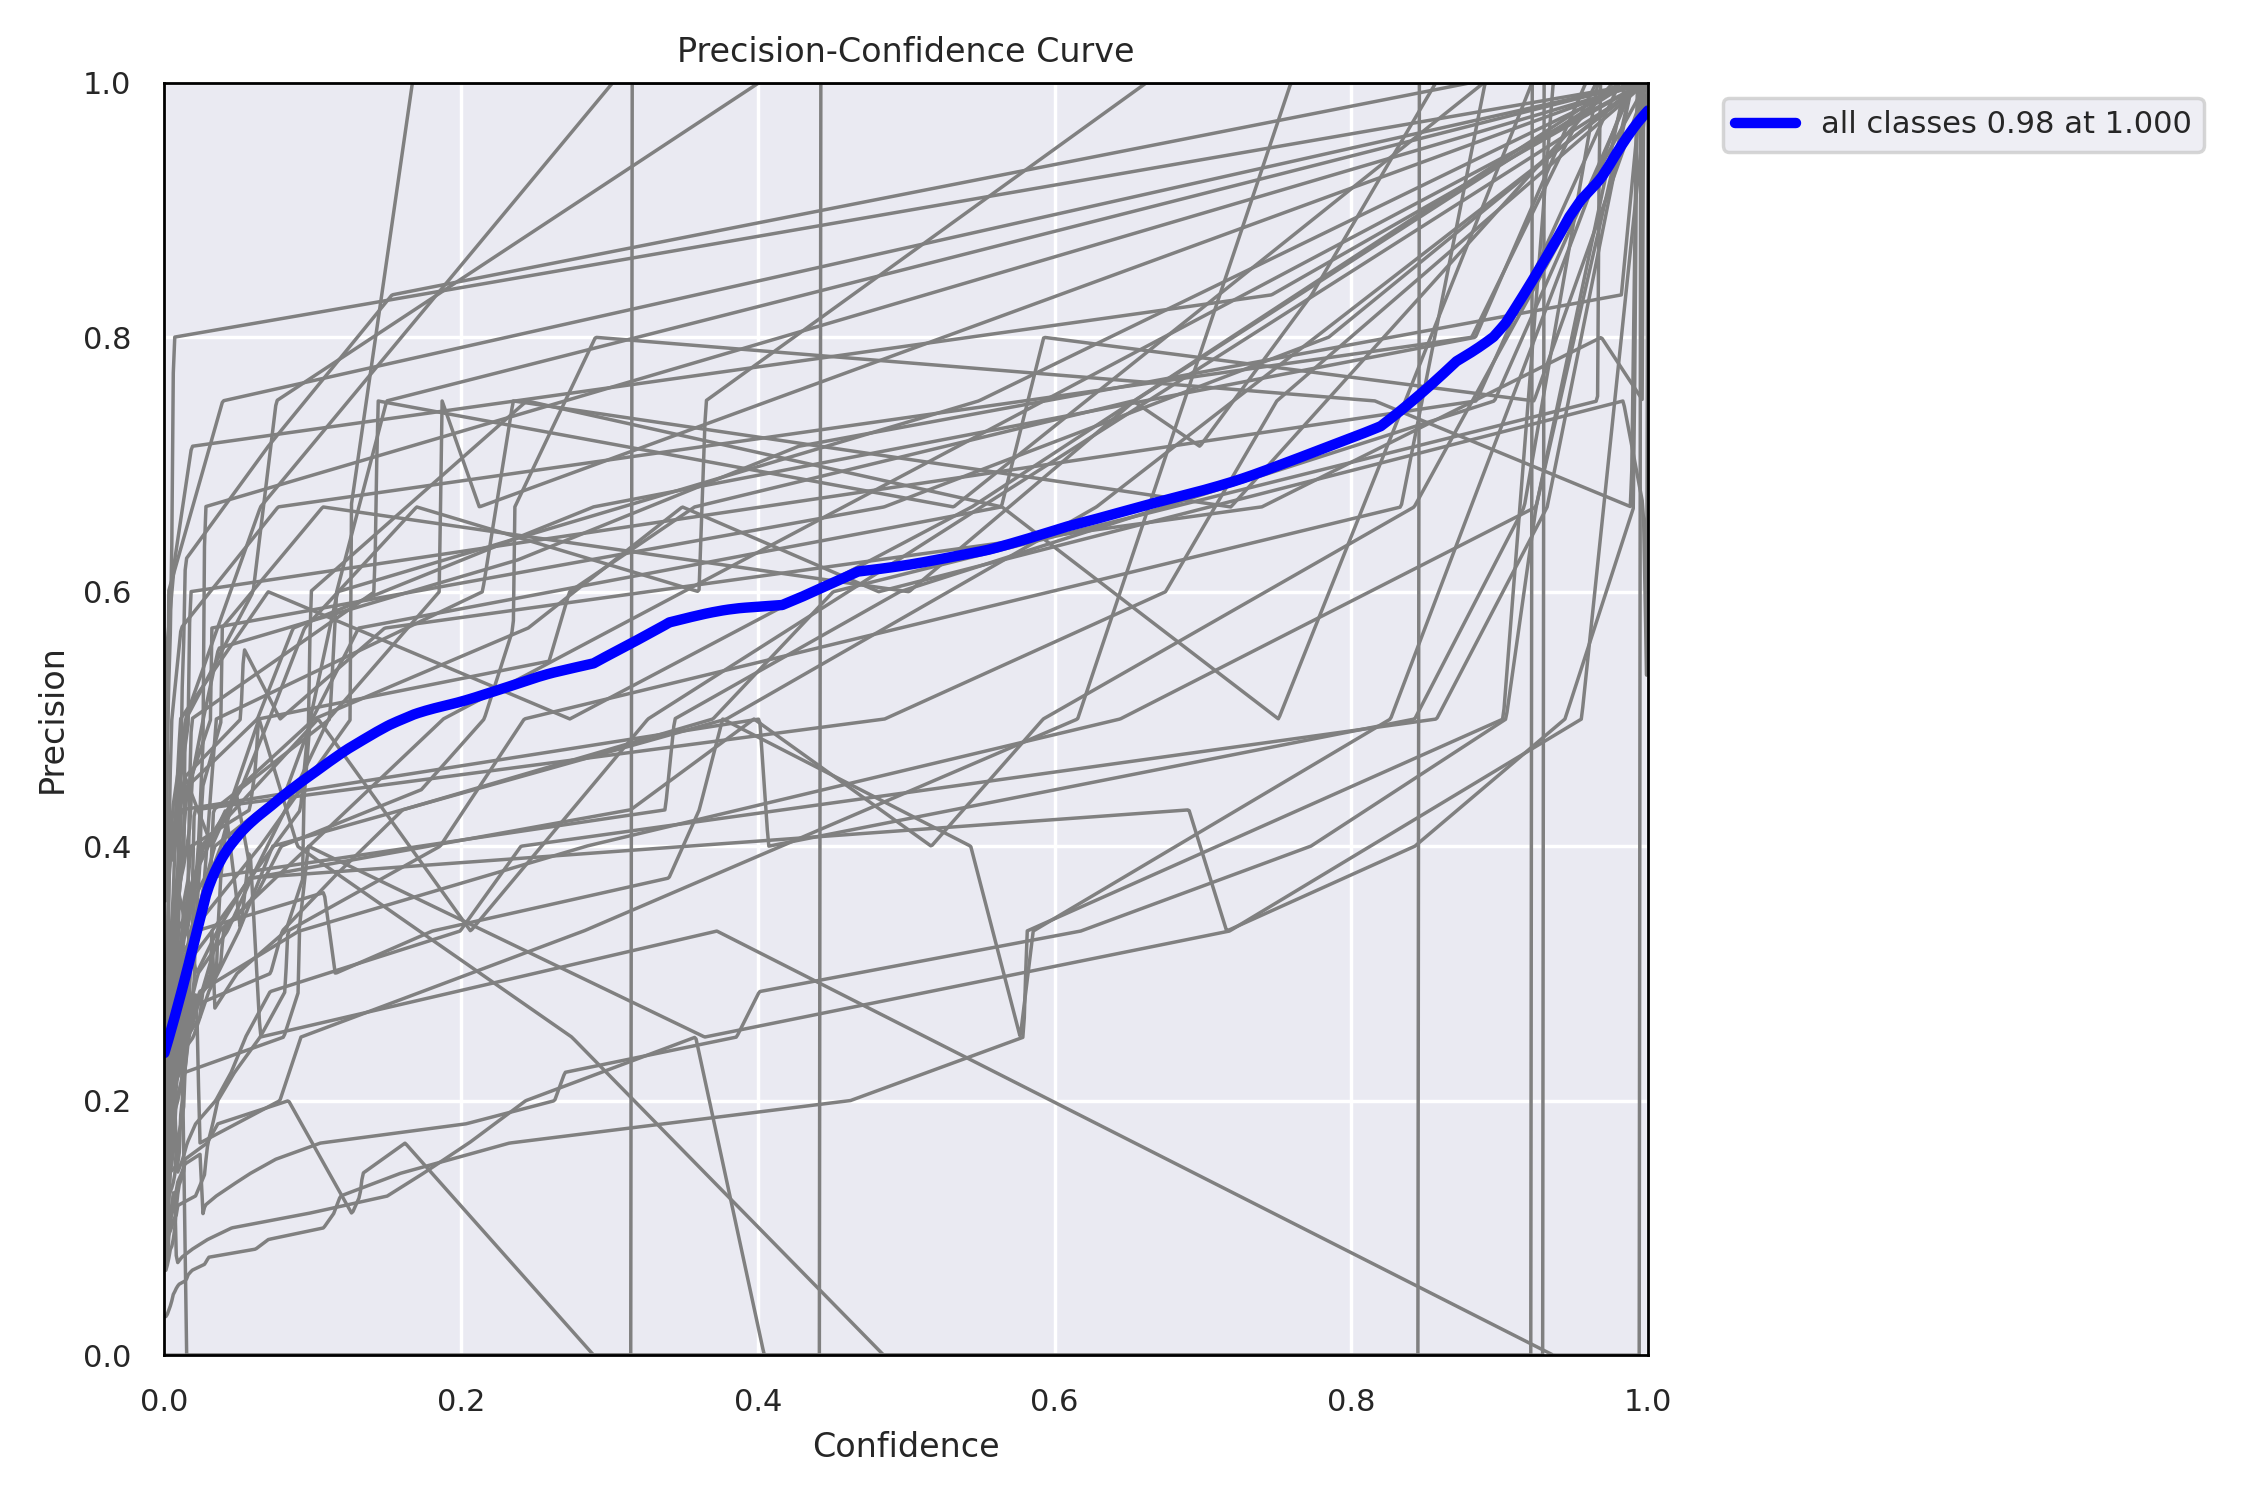 Precision-Confidence Curve
all classes 0.98 at 1.000
Precision
1.0
0.8
0.6
0.4
0.2
0.0
0.0 0.2 0.4 0.6 0.8 1.0
Confidence